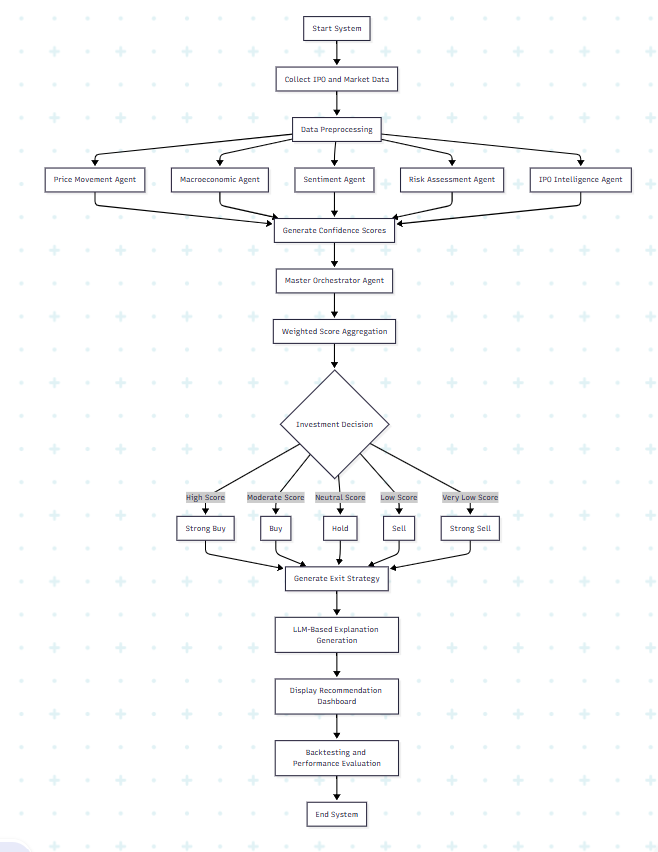 Start System
Collect IPO and Market Data
Data Preprocessing
Price Movement Agent
Macroeconomic Agent
Sentiment Agent
Risk Assessment Agent
IPO Intelligence Agent
Generate Confidence Scores
Master Orchestrator Agent
Weighted Score Aggregation
Investment Decision
High Score
Moderate Score
Neutral Score
Low Score
Very Low Score
Strong Buy
Buy
Hold
Sell
Strong Sell
Generate Exit Strategy
LLM-Based Explanation
Generation
Display Recommendation
Dashboard
Backtesting and
Performance Evaluation
End System